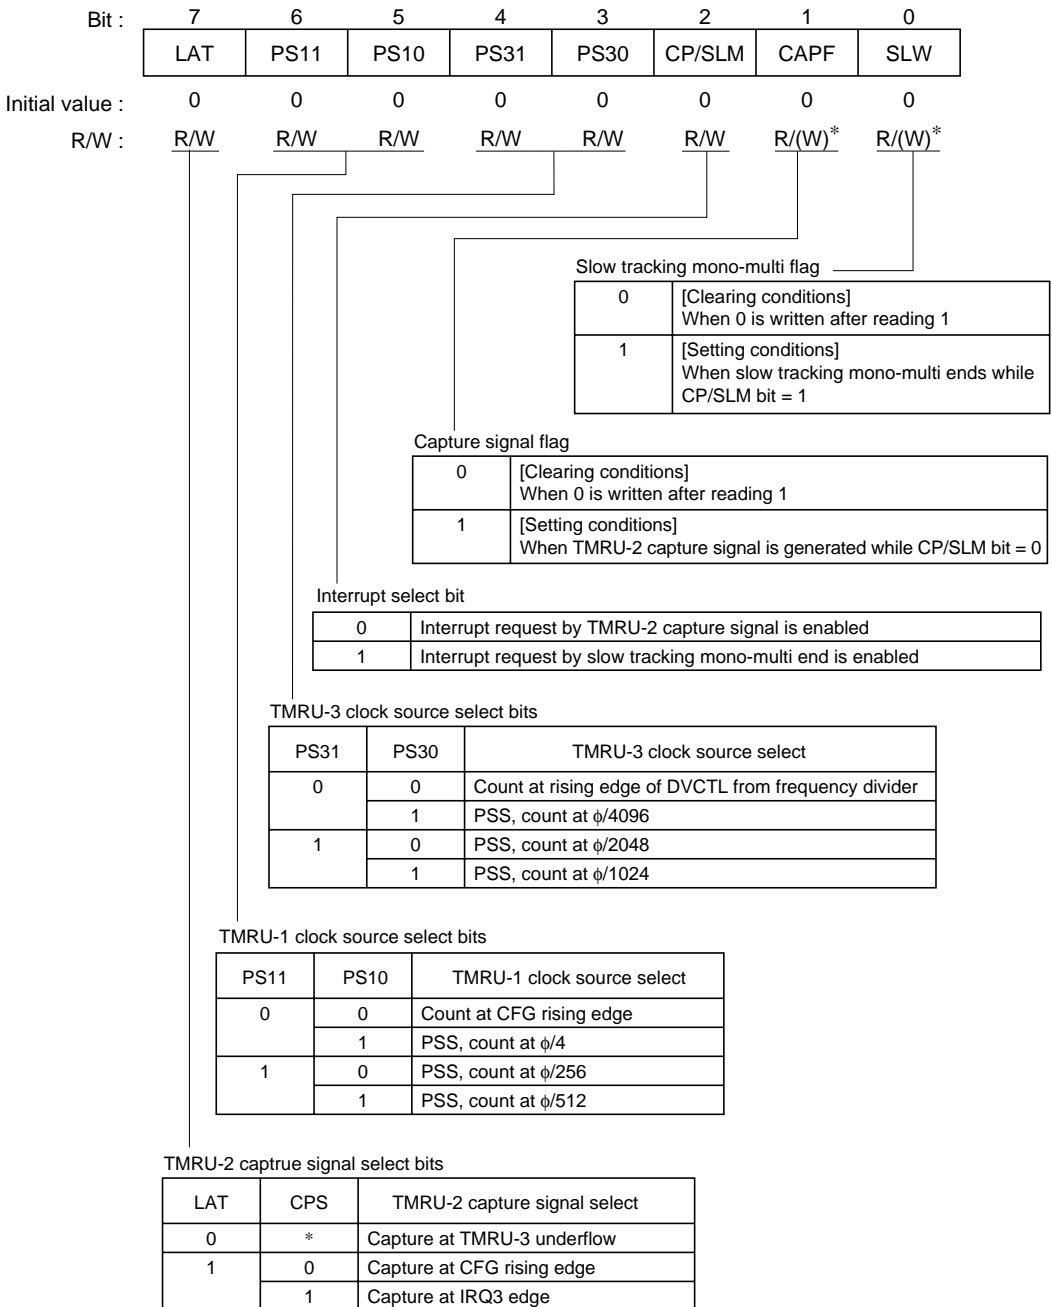 Bit : 7 6 5 4 3 2 1 0
LAT PS11 PS10 PS31 PS30 CP/SLM CAPF SLW
Initial value : 0 0 0 0 0 0 0 0
R/W : R/W R/W R/W R/W R/W R/W R/(W)* R/(W)*
Slow tracking mono-multi flag
0 [Clearing conditions]
When 0 is written after reading 1
1 [Setting conditions]
When slow tracking mono-multi ends while
CP/SLM bit = 1
Capture signal flag
0 [Clearing conditions]
When 0 is written after reading 1
1 [Setting conditions]
When TMRU-2 capture signal is generated while CP/SLM bit = 0
Interrupt select bit
0 Interrupt request by TMRU-2 capture signal is enabled
1 Interrupt request by slow tracking mono-multi end is enabled
TMRU-3 clock source select bits
PS31 PS30 TMRU-3 clock source select
0 0 Count at rising edge of DVCTL from frequency divider
1 PSS, count at ϕ/4096
1 0 PSS, count at ϕ/2048
1 PSS, count at ϕ/1024
TMRU-1 clock source select bits
PS11 PS10 TMRU-1 clock source select
0 0 Count at CFG rising edge
1 PSS, count at ϕ/4
1 0 PSS, count at ϕ/256
1 PSS, count at ϕ/512
TMRU-2 captrue signal select bits
LAT CPS TMRU-2 capture signal select
0 * Capture at TMRU-3 underflow
1 0 Capture at CFG rising edge
1 Capture at IRQ3 edge